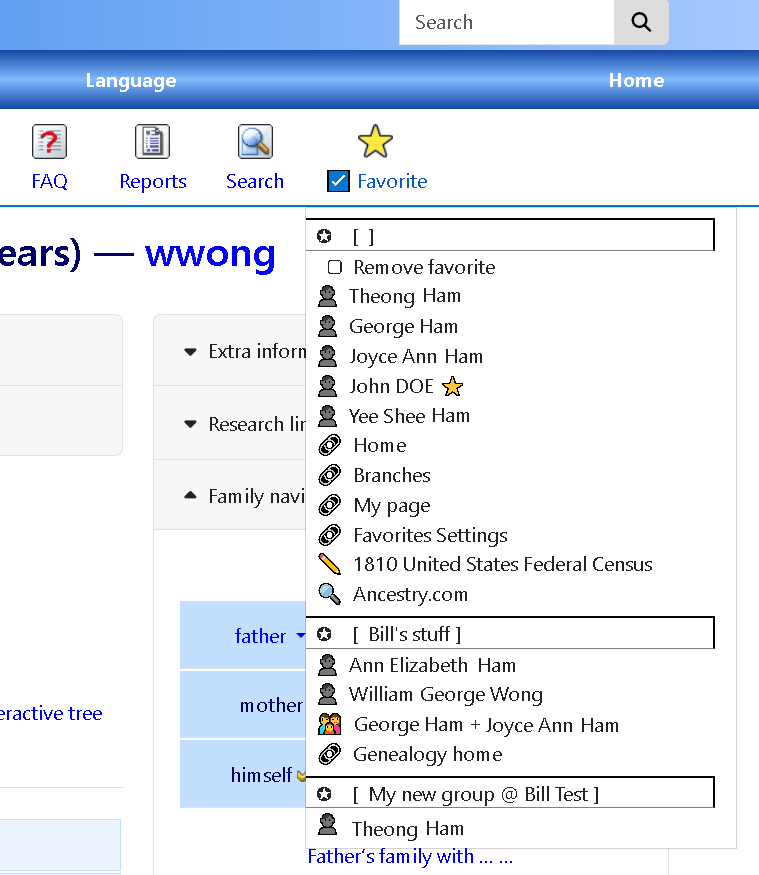 Search
Language Home
FAQ Reports Search Favorite
ears) — wwong
[ ]
Remove favorite
Theong Ham
George Ham
Extra inforn
Joyce Ann Ham
John DOE
Yee Shee Ham
Research lin
Home
Branches
Family navi
My page
Favorites Settings
1810 United States Federal Census
Ancestry.com
father
[ Bill's stuff ]
Ann Elizabeth Ham
William George Wong
mother
eractive tree
George Ham + Joyce Ann Ham
Genealogy home
himself
[ My new group @ Bill Test ]
Theong Ham
Father's family with ... ...